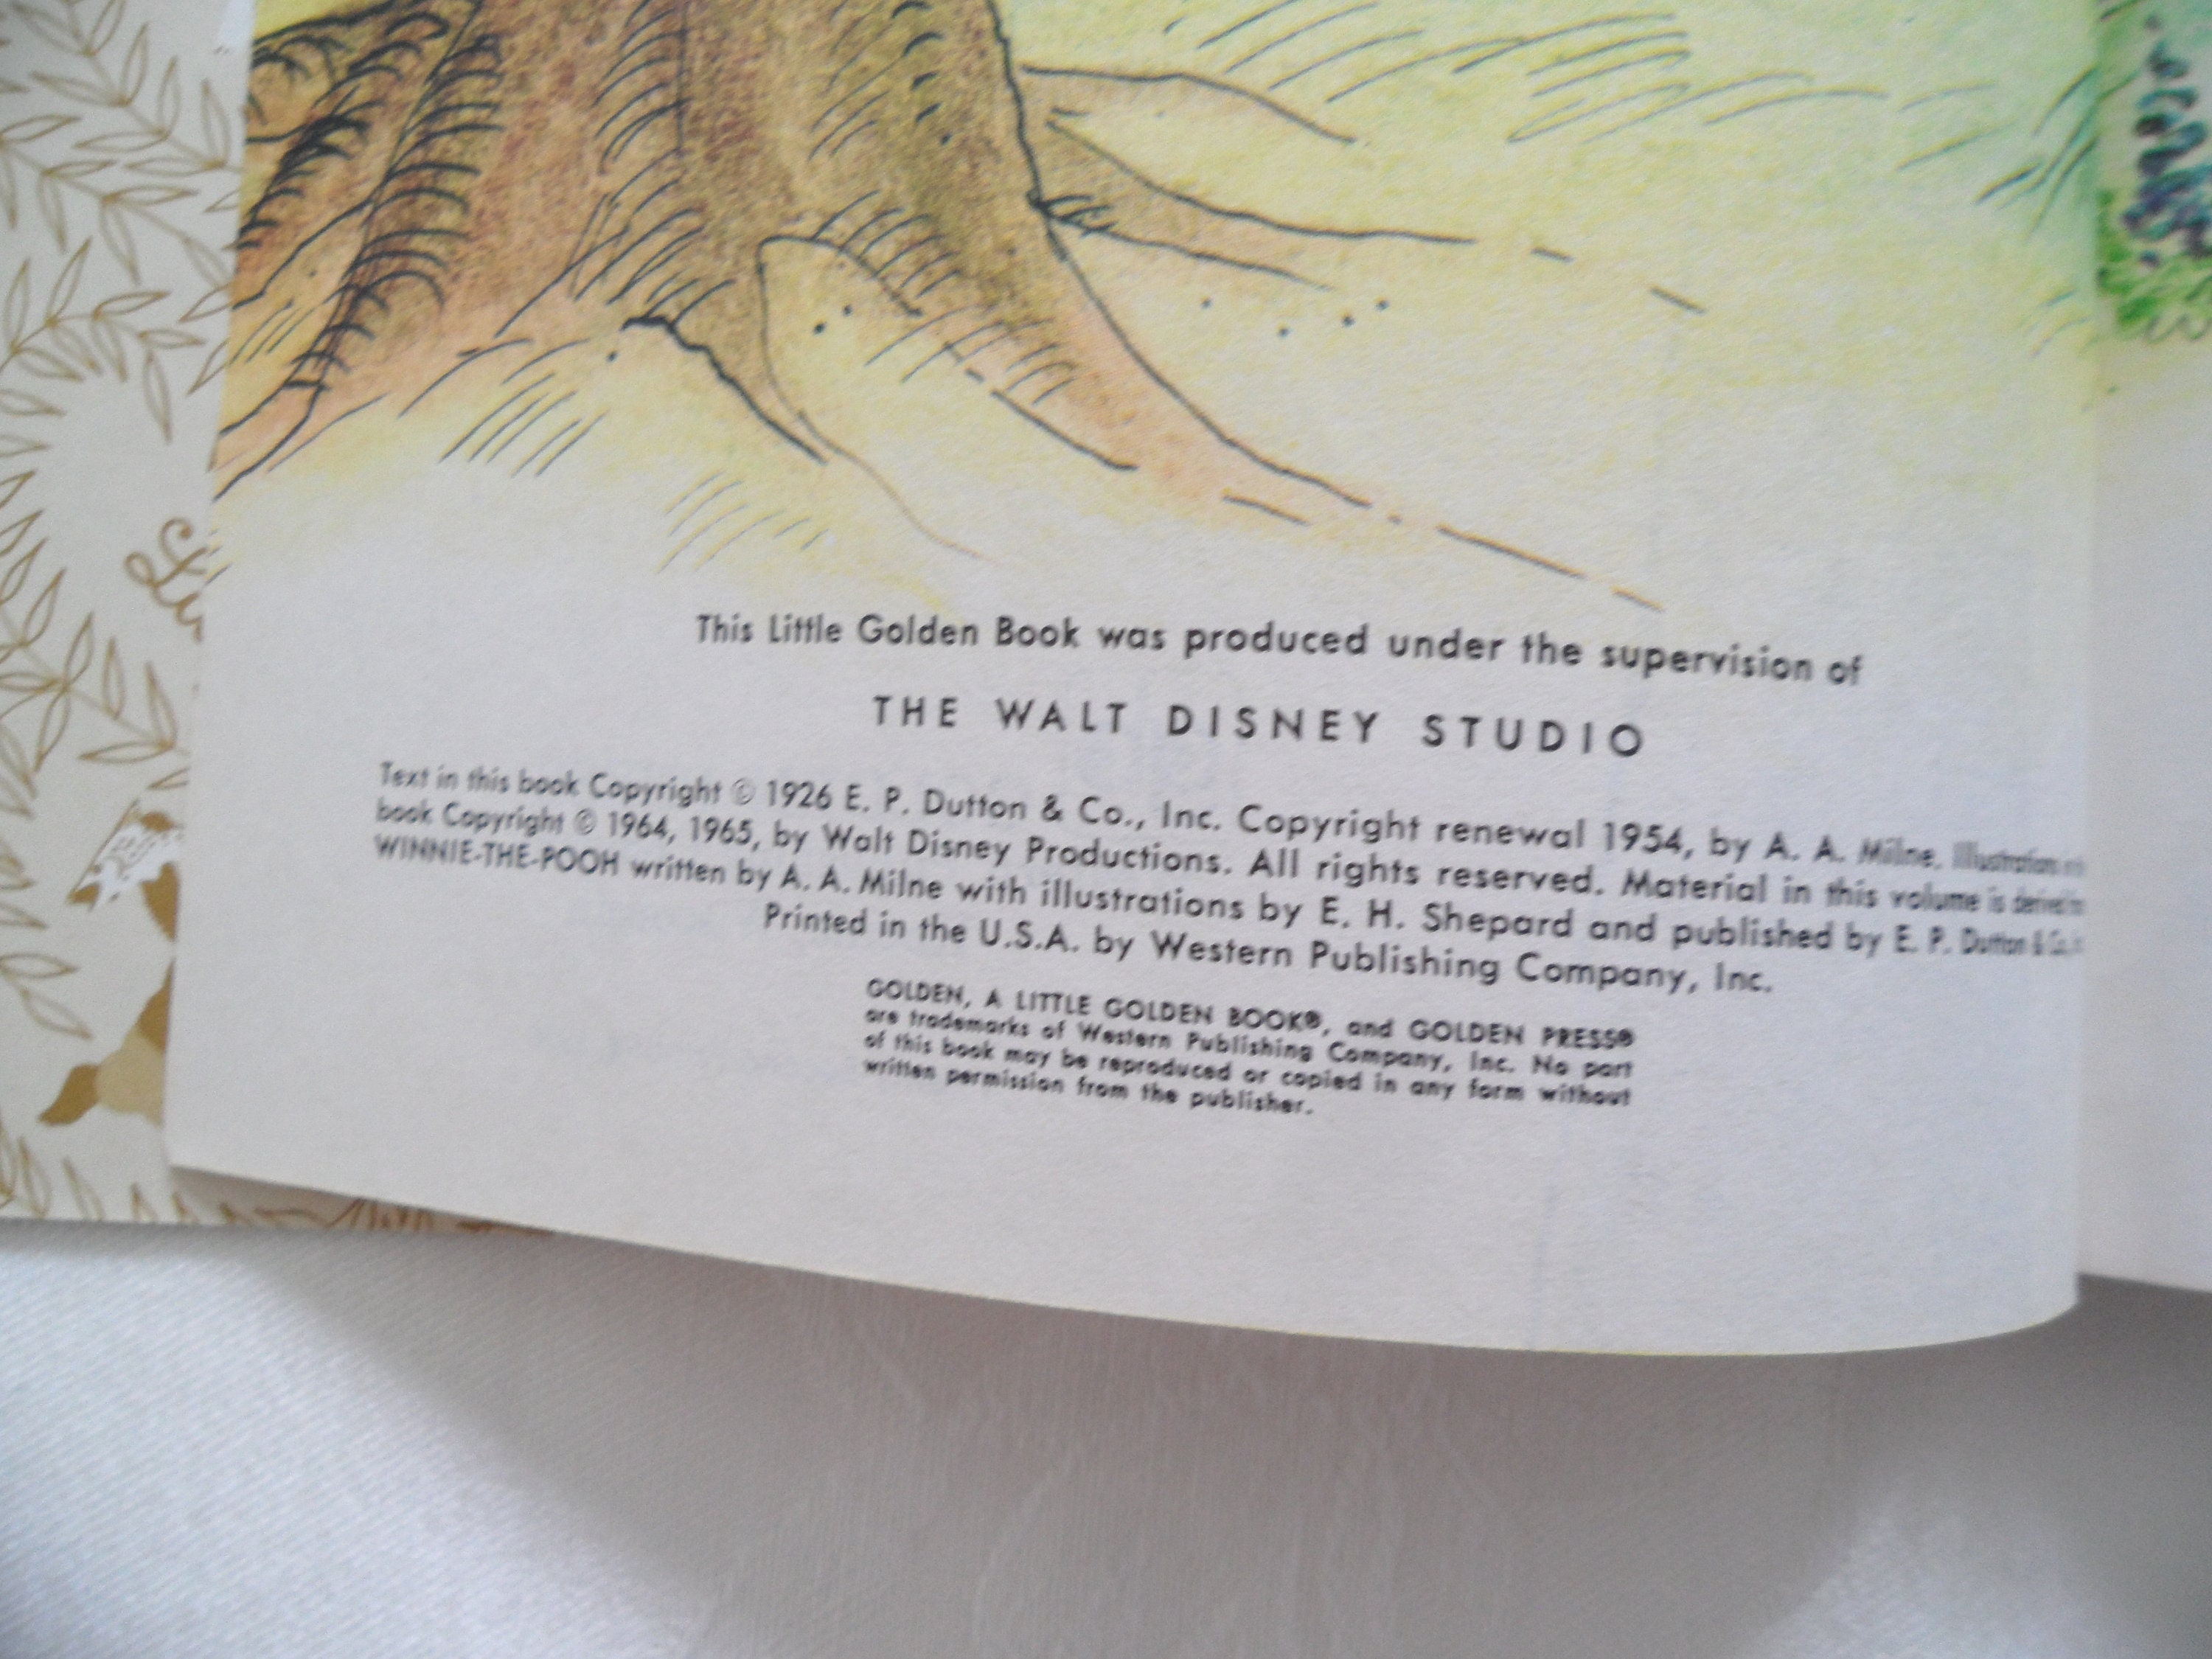 This Little Golden Book was produced under the supervision of
THE WALT DISNEY STUDIO
Text in this book Copyright © 1926 E. P. Dutton & Co., Inc. Copyright renewal 1954, by A. A. Milne. Illustrations
book Copyright © 1964, 1965, by Walt Disney Productions. All rights reserved. Material in this volume is derived
WINNIE-THE-POOH written by A. A. Milne with illustrations by E. H. Shepard and published by E. P. Dutton & Co.,
Printed in the U.S.A. by Western Publishing Company, Inc.
GOLDEN, A LITTLE GOLDEN BOOK®, and GOLDEN PRESS®
are trademarks of Western Publishing Company, Inc. No part
of this book may be reproduced or copied in any form without
written permission from the publisher.